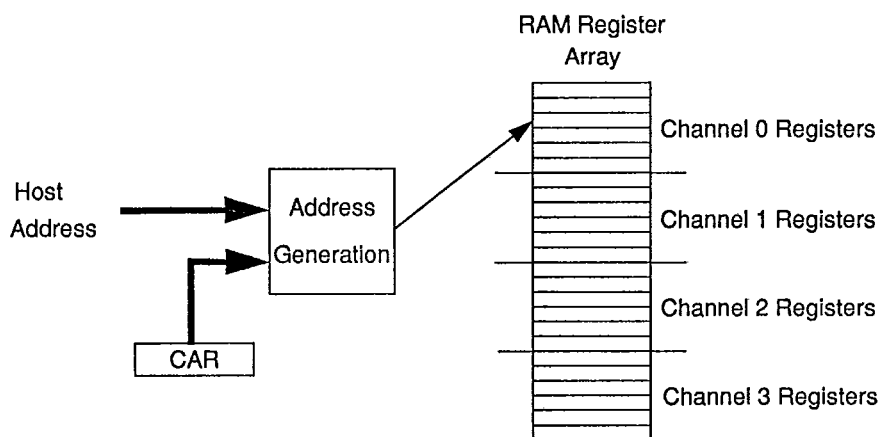 RAM Register
Array
Channel 0 Registers
Host
Address
Address
Generation
Channel 1 Registers
Channel 2 Registers
CAR
Channel 3 Registers